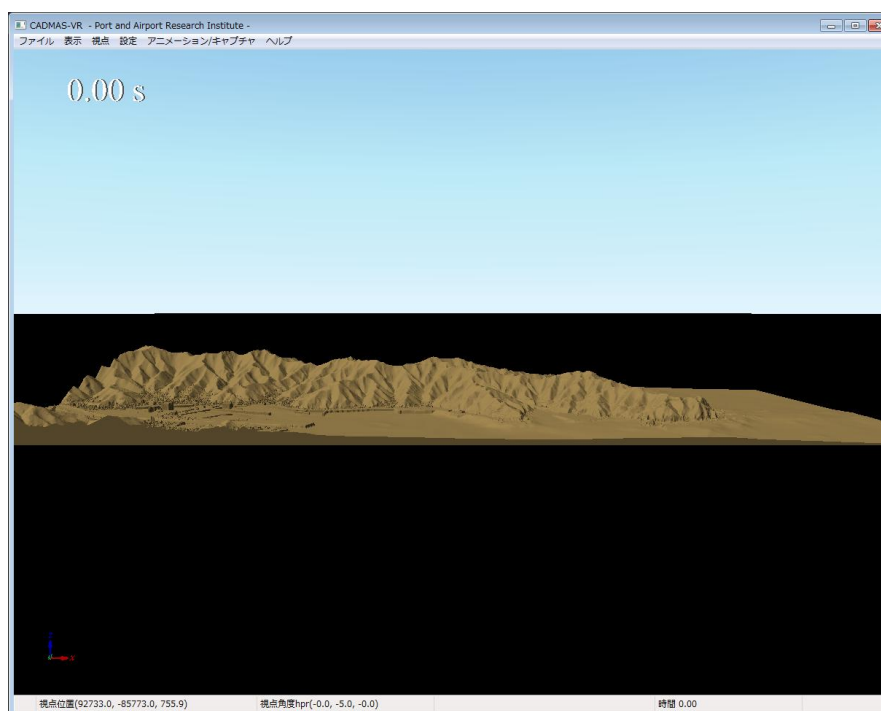 CADMAS-VR - Port and Airport Research Institute -
ファイル 表示 視点 設定 アニメーション/キャプチャ ヘルプ
0.00 s
Z
X
視点位置(92733.0, -85773.0, 755.9) 視点角度hpr(-0.0, -5.0, -0.0) 時間 0.00